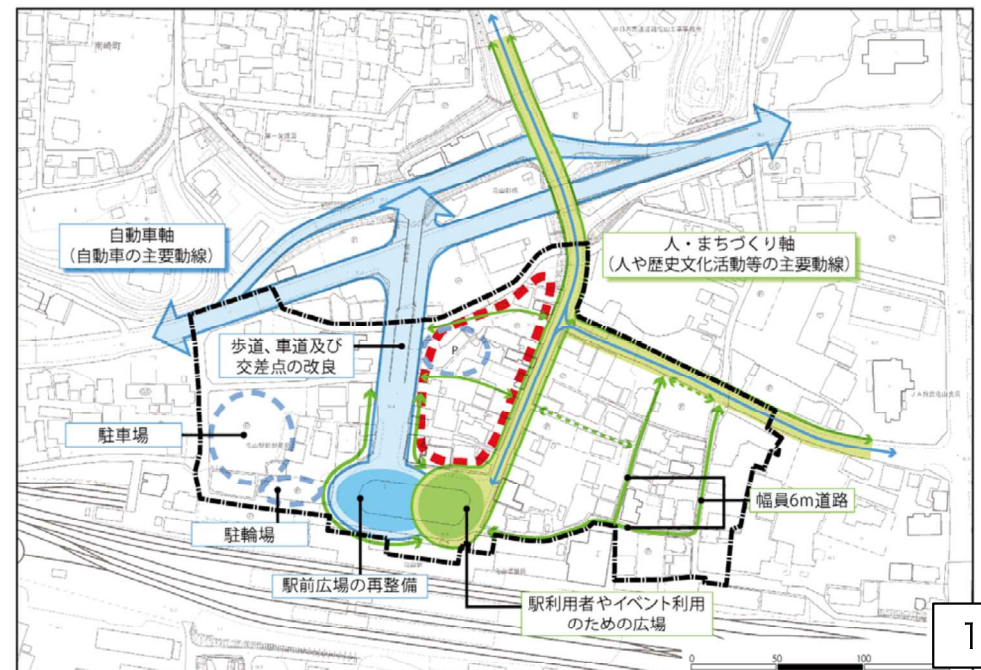 南崎町
自動車軸
(自動車の主要動線)
人・まちづくり軸
(人や歴史文化活動等の主要動線)
歩道、車道及び
交差点の改良
P
駐車場
駐輪場
幅員6m道路
駅前広場の再整備
駅利用者やイベント利用
のための広場
0 50 100
1